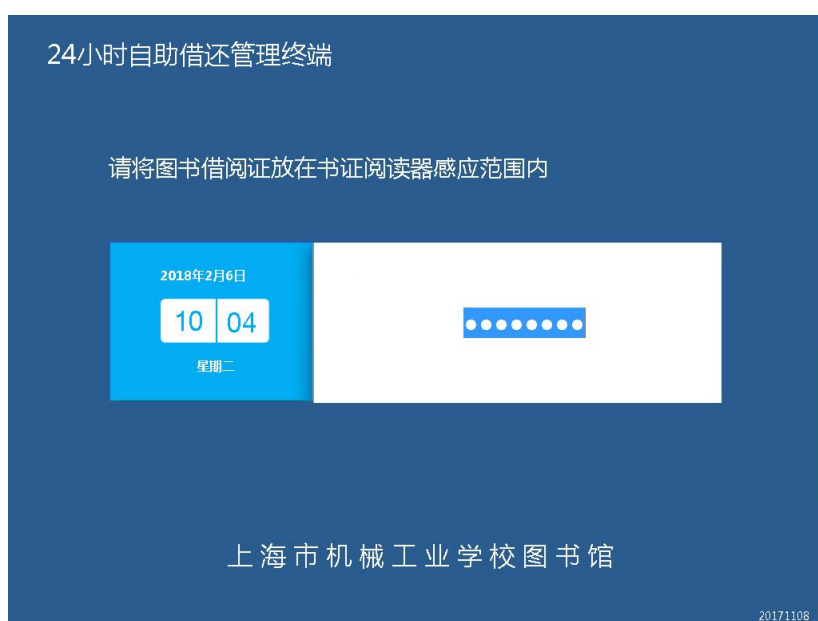 24小时自助借还管理终端
请将图书借阅证放在书证阅读器感应范围内
2018年2月6日
10 04
星期二
●●●●●●●●
上海市机械工业学校图书馆
20171108